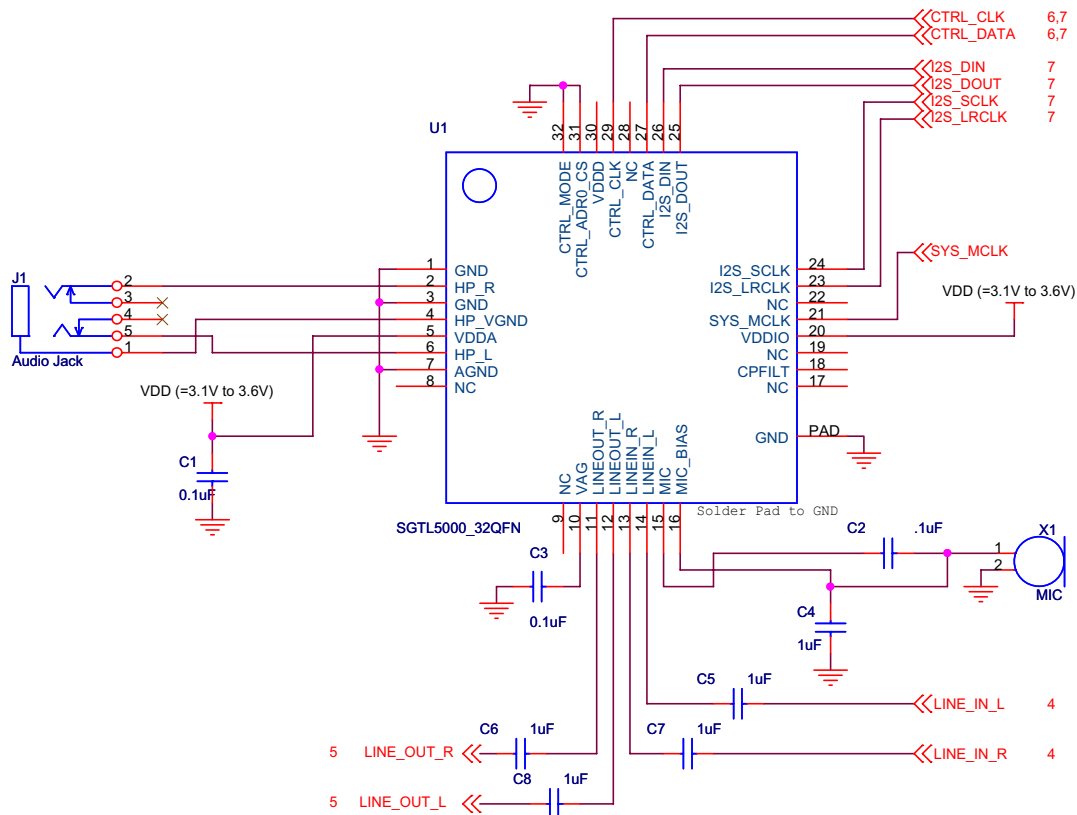 CTRL_CLK 6,7
CTRL_DATA 6,7
I2S_DIN 7
I2S_DOUT 7
I2S_SCLK 7
I2S_LRCLK 7
U1
32 31 30 29 28 27 26 25
CTRL_MODE
CTRL_ADR0_CS
VDDD
CTRL_CLK
NC
CTRL_DATA
I2S_DIN
I2S_DOUT
SYS_MCLK
VDD (=3.1V to 3.6V)
J1
2
3
4
5
1
Audio Jack
1 GND
2 HP_R
3 GND
4 HP_VGND
5 VDDA
6 HP_L
7 AGND
8 NC
I2S_SCLK 24
I2S_LRCLK 23
NC 22
SYS_MCLK 21
VDDIO 20
NC 19
CPFILT 18
NC 17
GND PAD
VDD (=3.1V to 3.6V)
C1
0.1uF
NC
VAG
LINEOUT_R
LINEOUT_L
LINEIN_R
LINEIN_L
MIC
MIC_BIAS
9 10 11 12 13 14 15 16
Solder Pad to GND
SGTL5000_32QFN
C2 .1uF
X1
1
2
MIC
C3
0.1uF
C4
1uF
C5 1uF
LINE_IN_L 4
C6 1uF
5 LINE_OUT_R
C7 1uF
LINE_IN_R 4
C8 1uF
5 LINE_OUT_L